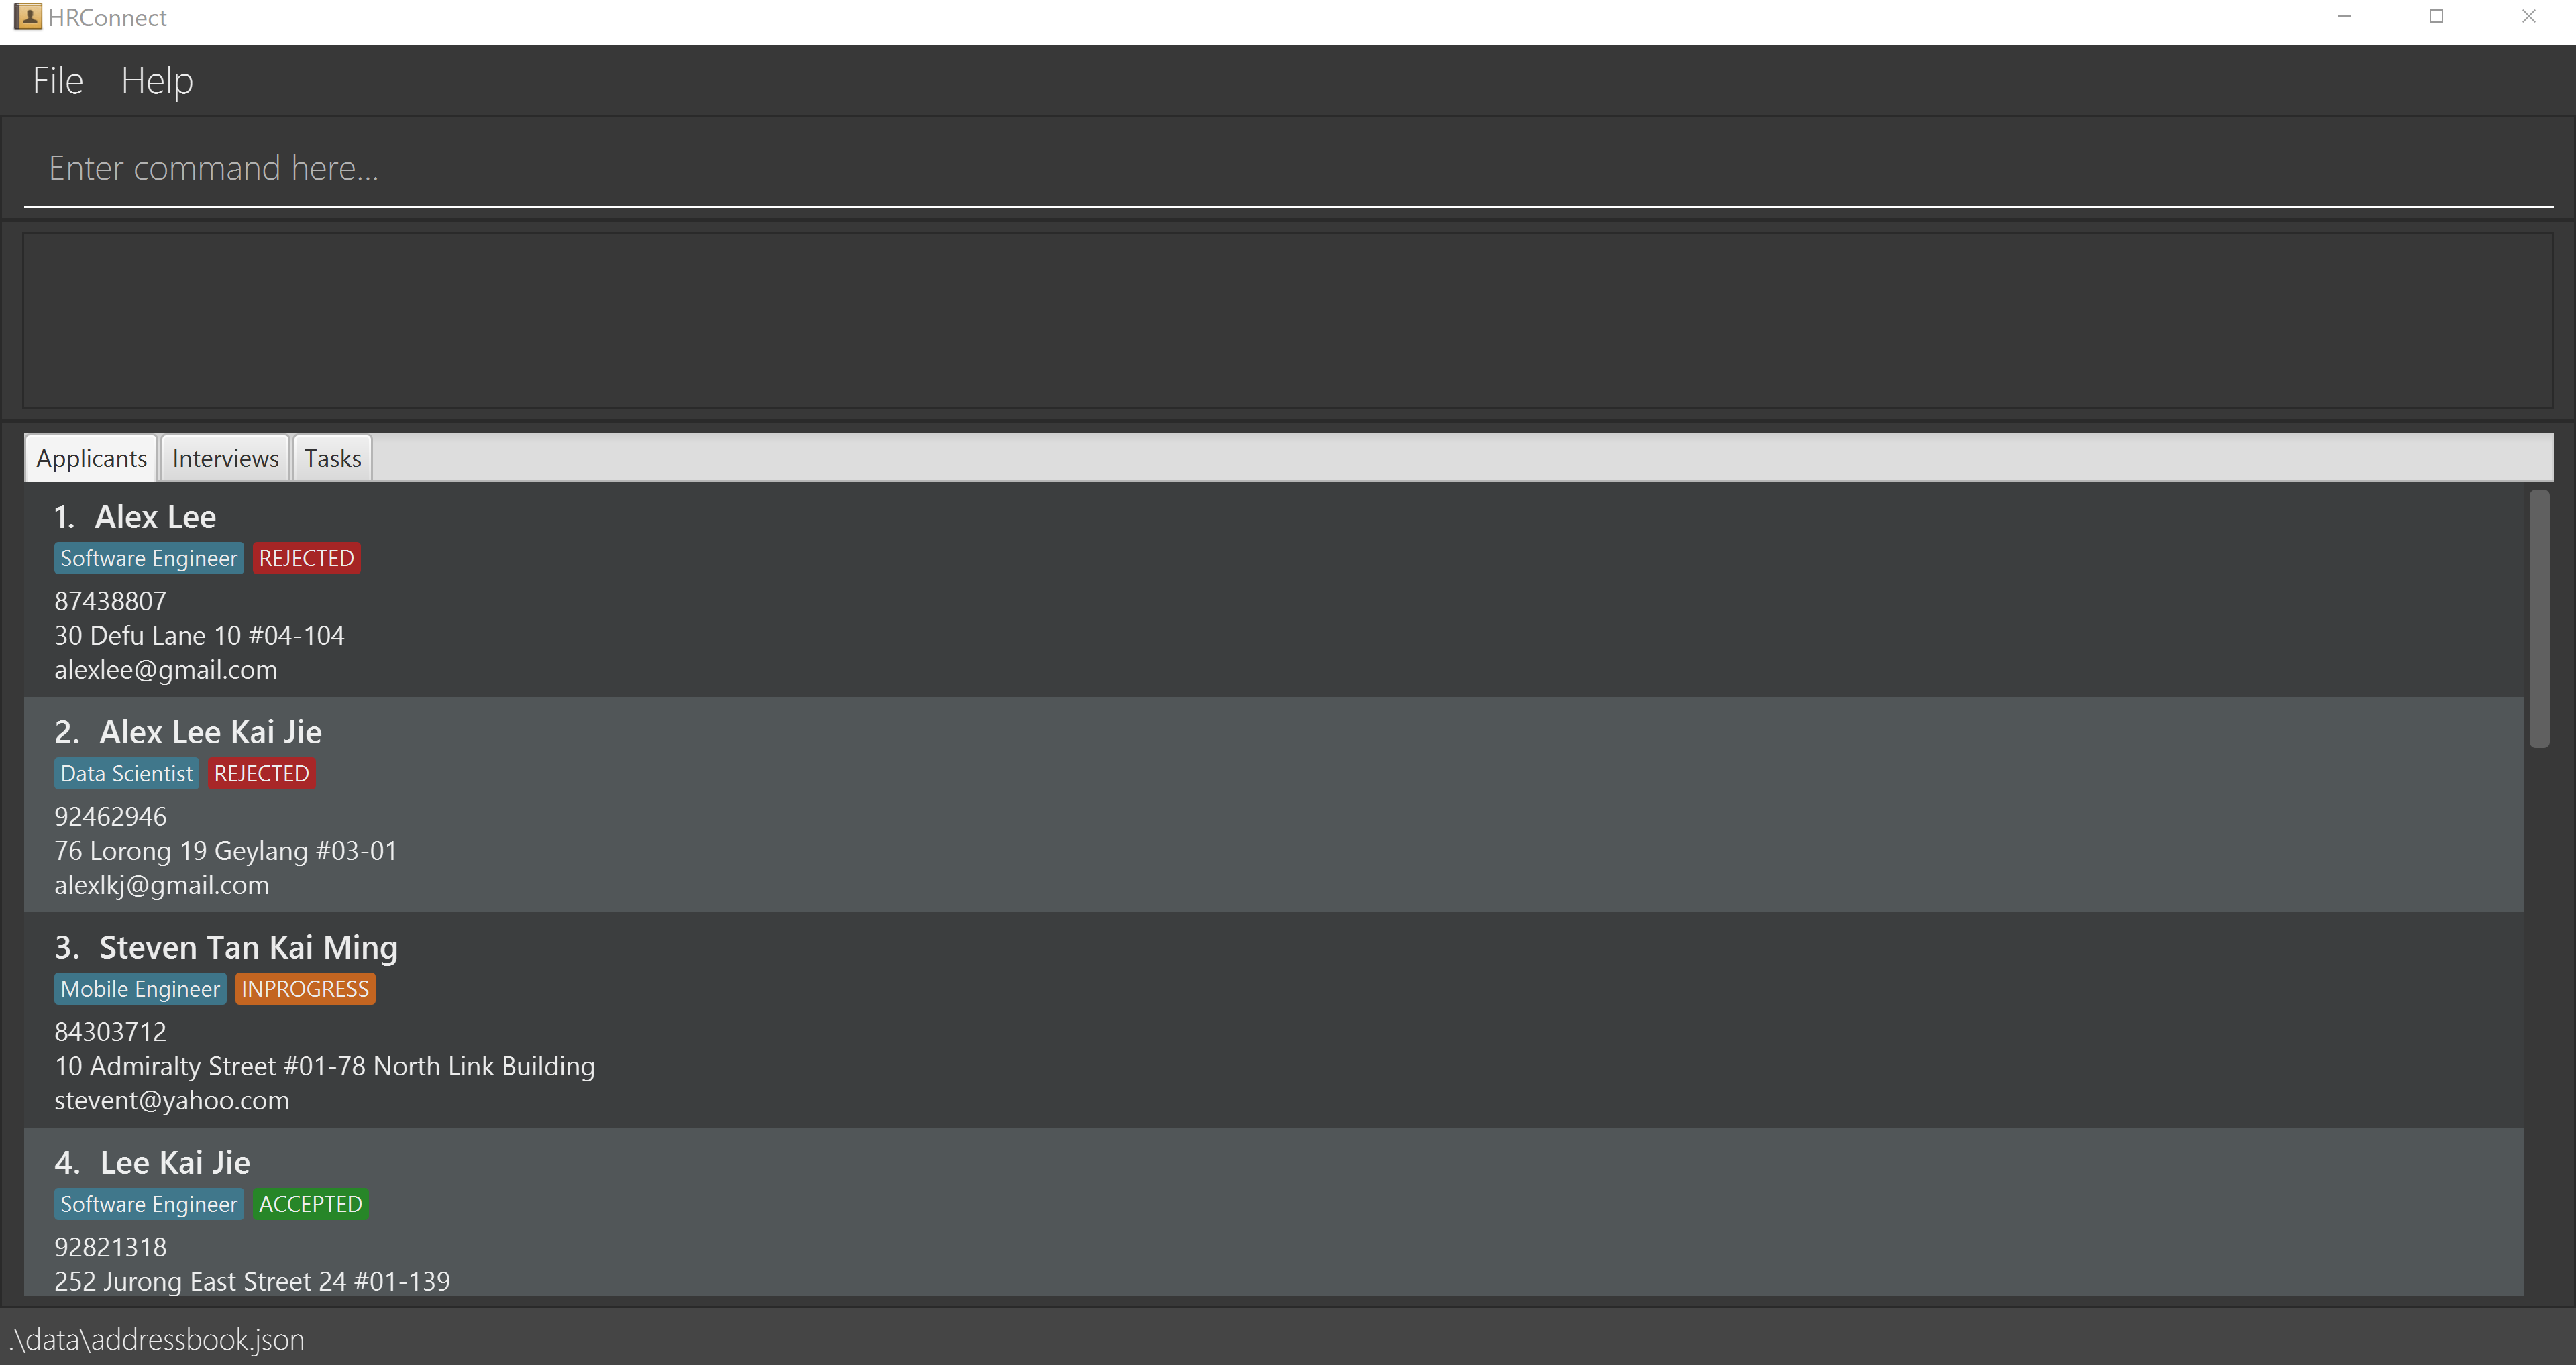 HRConnect
File Help
Enter command here...
Applicants Interviews Tasks
1. Alex Lee
Software Engineer REJECTED
87438807
30 Defu Lane 10 #04-104
alexlee@gmail.com
2. Alex Lee Kai Jie
Data Scientist REJECTED
92462946
76 Lorong 19 Geylang #03-01
alexlkj@gmail.com
3. Steven Tan Kai Ming
Mobile Engineer INPROGRESS
84303712
10 Admiralty Street #01-78 North Link Building
stevent@yahoo.com
4. Lee Kai Jie
Software Engineer ACCEPTED
92821318
252 Jurong East Street 24 #01-139
.\data\addressbook.json